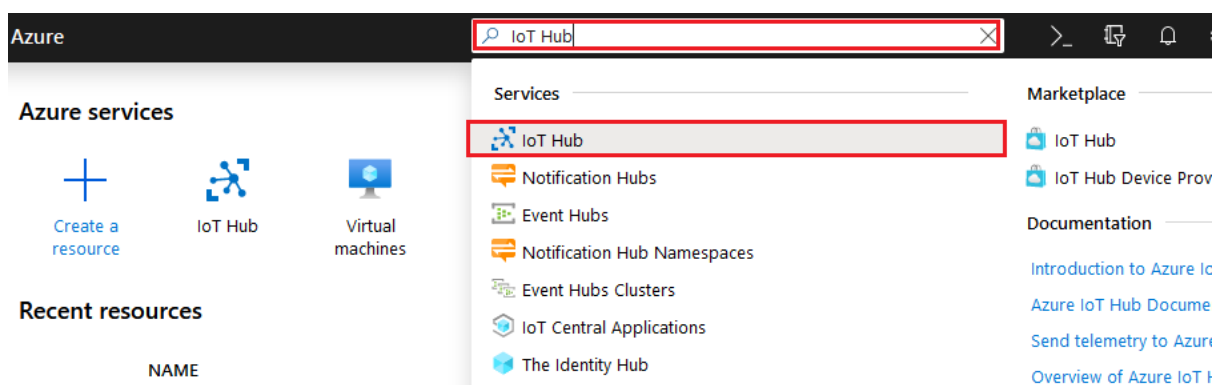 Azure
IoT Hub
Azure services
Create a
resource
IoT Hub
Virtual
machines
Recent resources
NAME
Services
IoT Hub
Notification Hubs
Event Hubs
Notification Hub Namespaces
Event Hubs Clusters
IoT Central Applications
The Identity Hub
Marketplace
IoT Hub
IoT Hub Device Prov
Documentation
Introduction to Azure Io
Azure IoT Hub Docume
Send telemetry to Azure
Overview of Azure IoT H